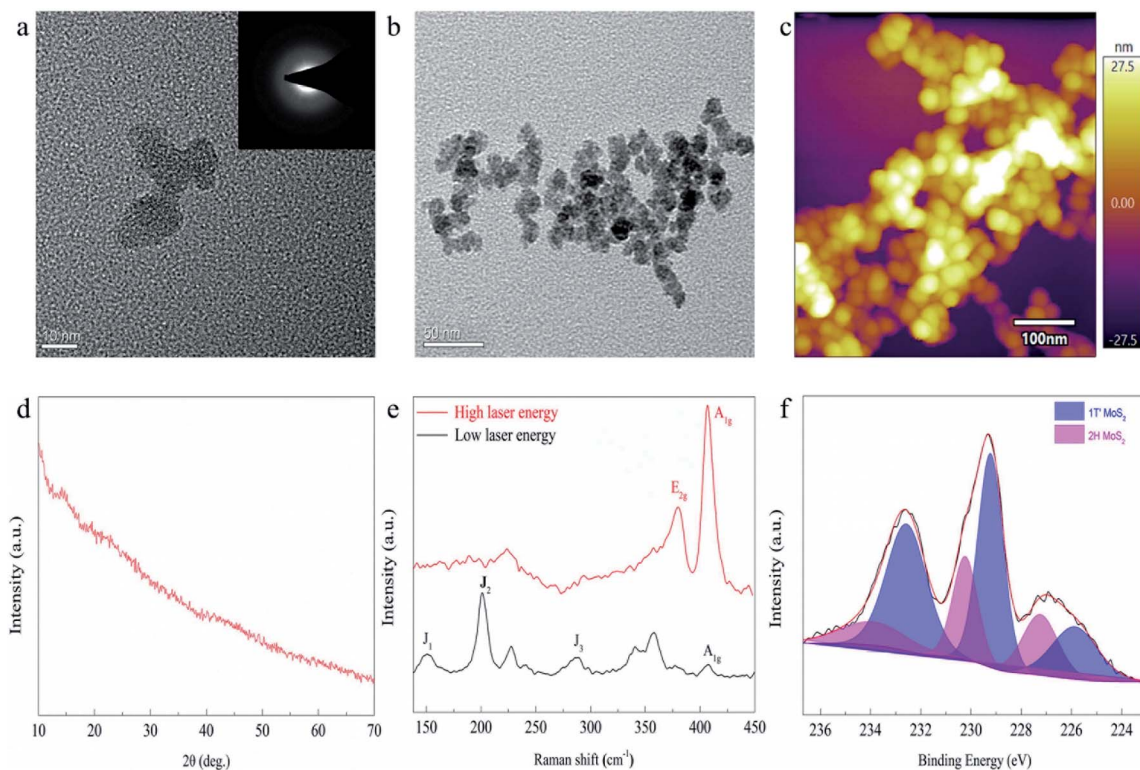 a
10 nm
b
50 nm
c
nm
27.5
0.00
-27.5
100nm
d
Intensity (a.u.)
10 20 30 40 50 60 70
2θ (deg.)
e
High laser energy
Low laser energy
A1g
E2g
J1
J2
J3
A1g
Intensity (a.u.)
150 200 250 300 350 400 450
Raman shift (cm-1)
f
1T' MoS2
2H MoS2
Intensity (a.u.)
236 234 232 230 228 226 224
Binding Energy (eV)